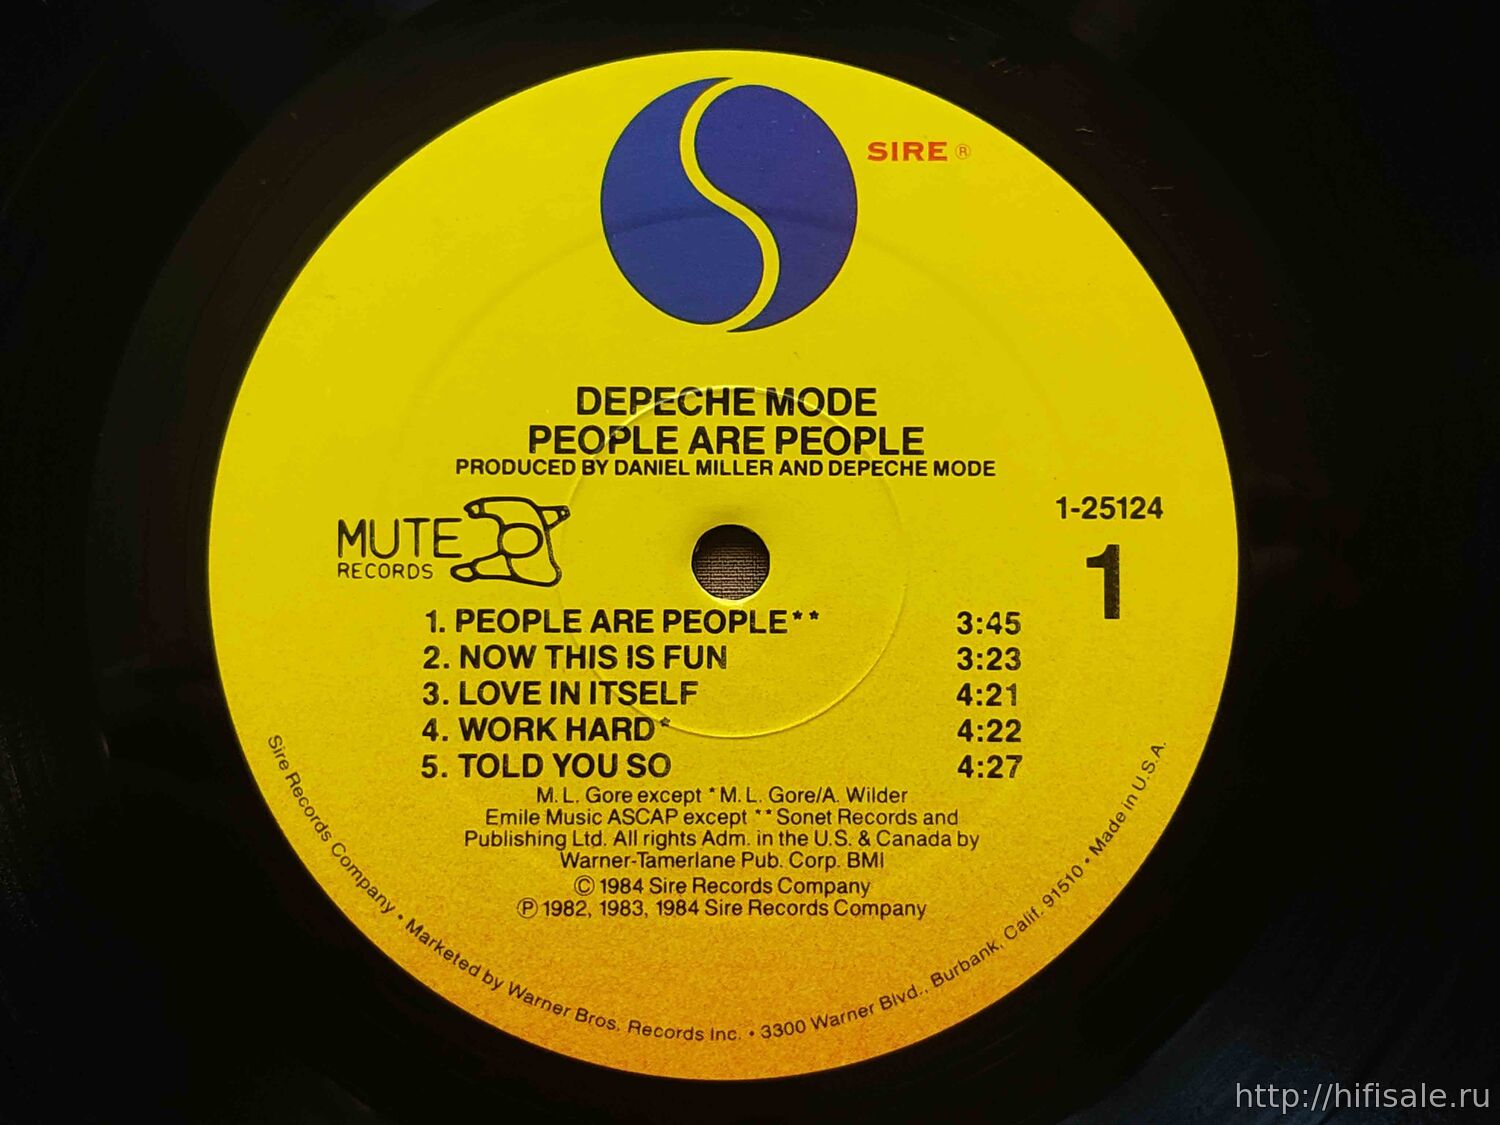 SIRE ®
DEPECHE MODE
PEOPLE ARE PEOPLE
PRODUCED BY DANIEL MILLER AND DEPECHE MODE
MUTE
RECORDS
1-25124
1
1. PEOPLE ARE PEOPLE** 3:45
2. NOW THIS IS FUN 3:23
3. LOVE IN ITSELF 4:21
4. WORK HARD* 4:22
5. TOLD YOU SO 4:27
M. L. Gore except *M. L. Gore/A. Wilder
Emile Music ASCAP except **Sonet Records and
Publishing Ltd. All rights Adm. in the U.S. & Canada by
Warner-Tamerlane Pub. Corp. BMI
© 1984 Sire Records Company
℗ 1982, 1983, 1984 Sire Records Company
Sire Records Company • Marketed by Warner Bros. Records Inc. • 3300 Warner Blvd., Burbank, Calif. 91510 • Made in U.S.A.
http://hifisale.ru